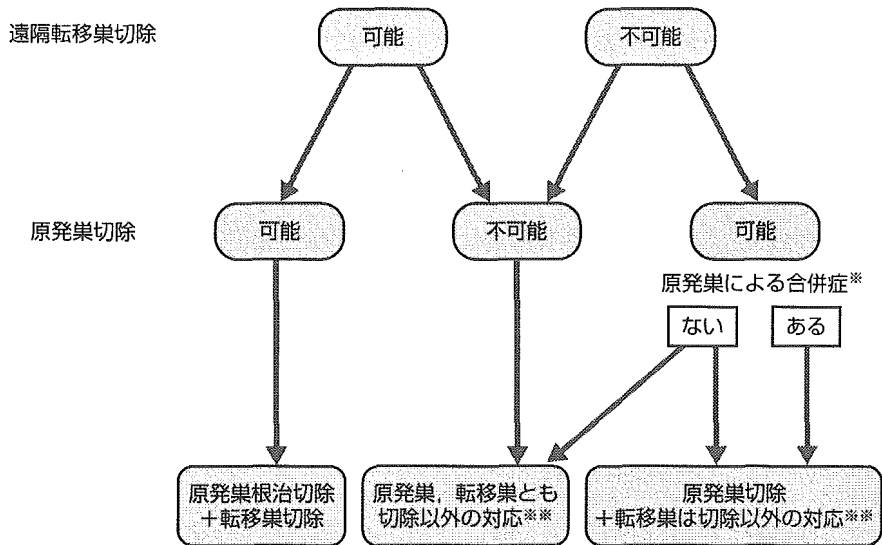 遠隔転移巣切除
可能
不可能
原発巣切除
可能
不可能
可能
原発巣による合併症※
ない
ある
原発巣根治切除
+転移巣切除
原発巣,転移巣とも
切除以外の対応※※
原発巣切除
+転移巣は切除以外の対応※※